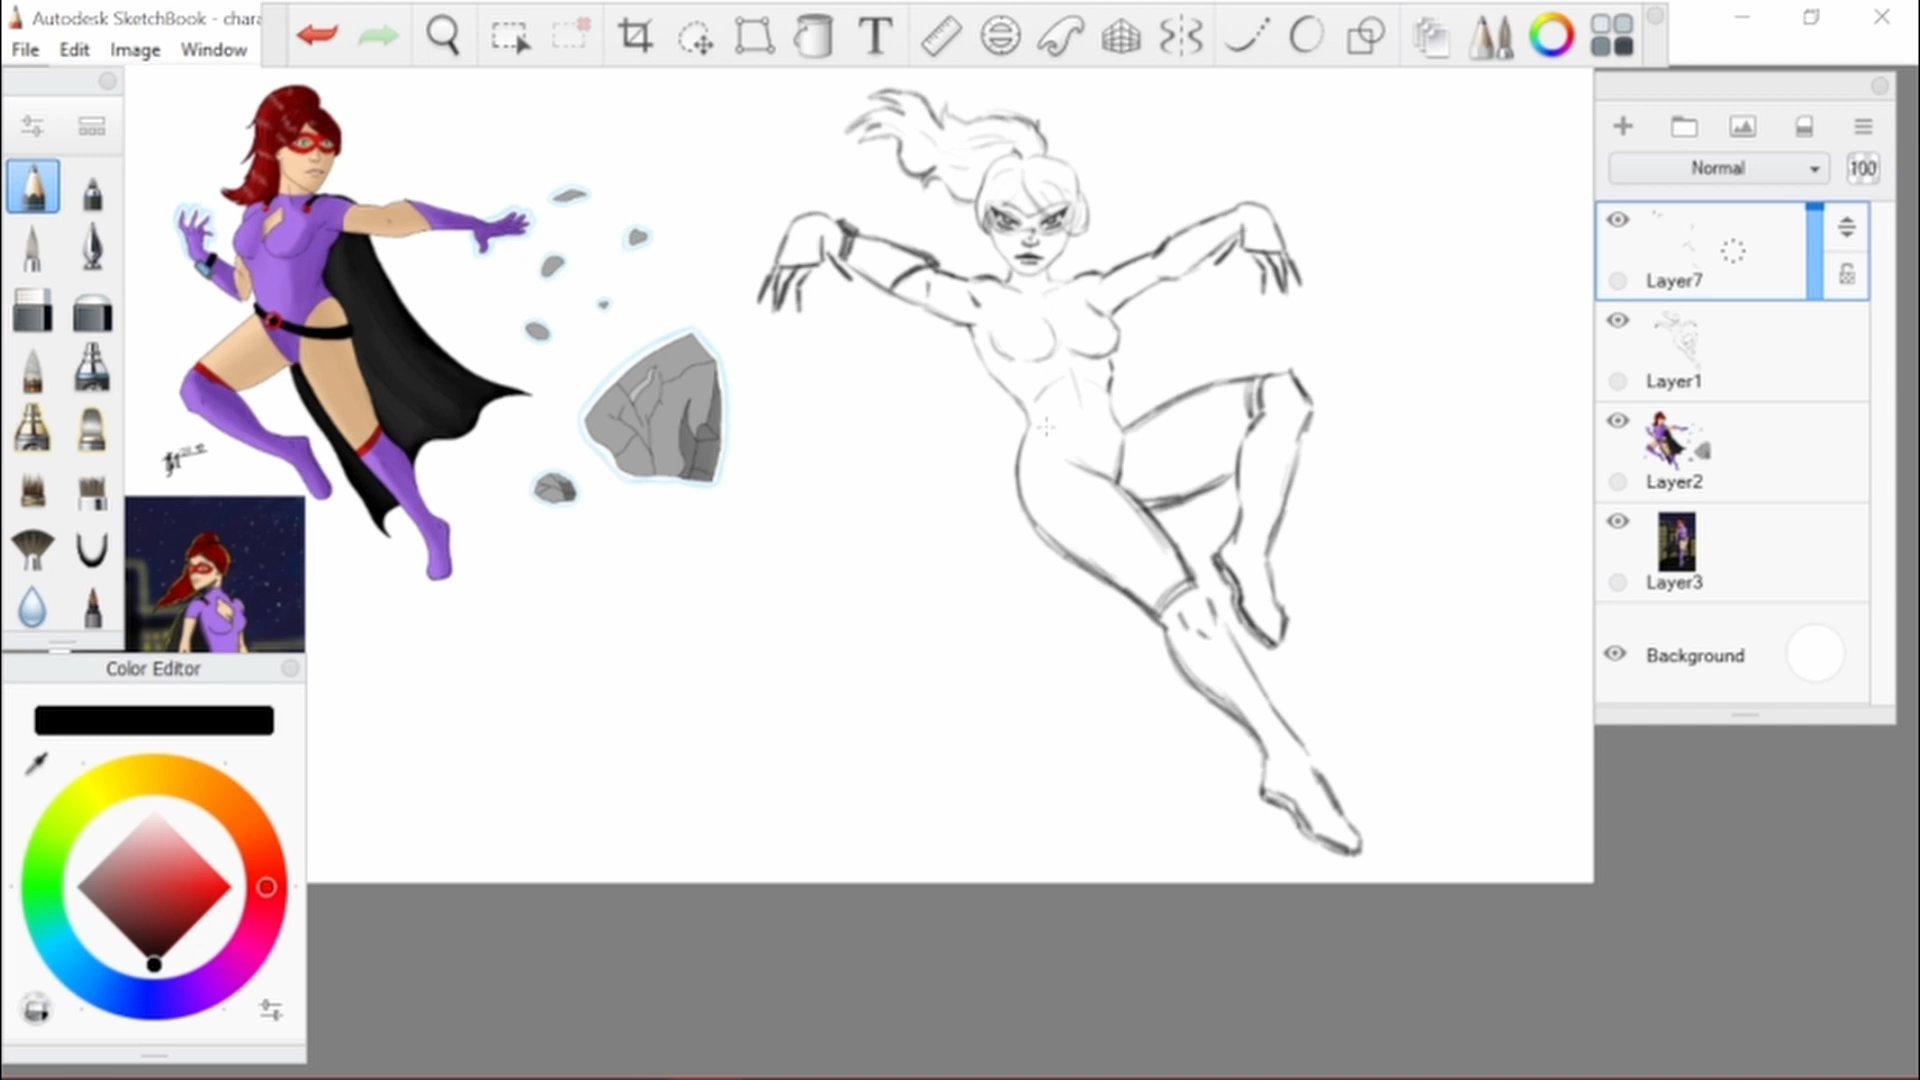 Autodesk SketchBook - chara
File Edit Image Window
T
Normal
100
Layer7
Layer1
Layer2
Layer3
Background
Color Editor